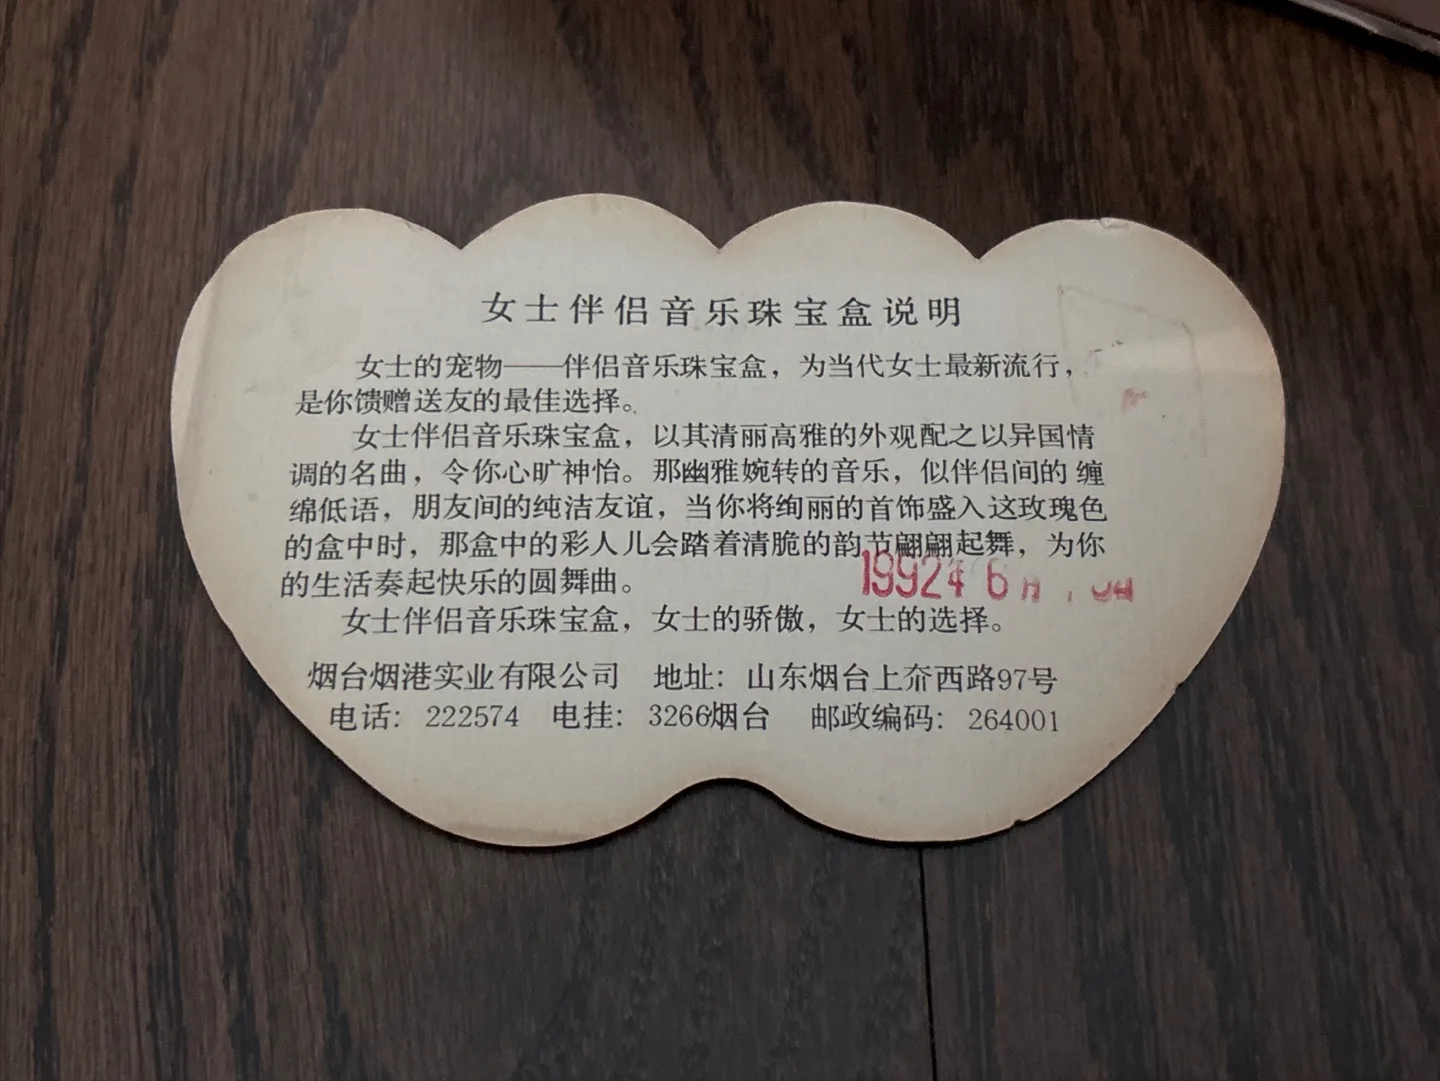 女士伴侣音乐珠宝盒说明
女士的宠物——伴侣音乐珠宝盒，为当代女士最新流行，
是你馈赠送友的最佳选择。
女士伴侣音乐珠宝盒，以其清丽高雅的外观配之以异国情
调的名曲，令你心旷神怡。那幽雅婉转的音乐，似伴侣间的缠
绵低语，朋友间的纯洁友谊，当你将绚丽的首饰盛入这玫瑰色
的盒中时，那盒中的彩人儿会踏着清脆的韵节翩翩起舞，为你
的生活奏起快乐的圆舞曲。
1992年6月
女士伴侣音乐珠宝盒，女士的骄傲，女士的选择。
烟台烟港实业有限公司 地址：山东烟台上夼西路97号
电话：222574 电挂：3266烟台 邮政编码：264001